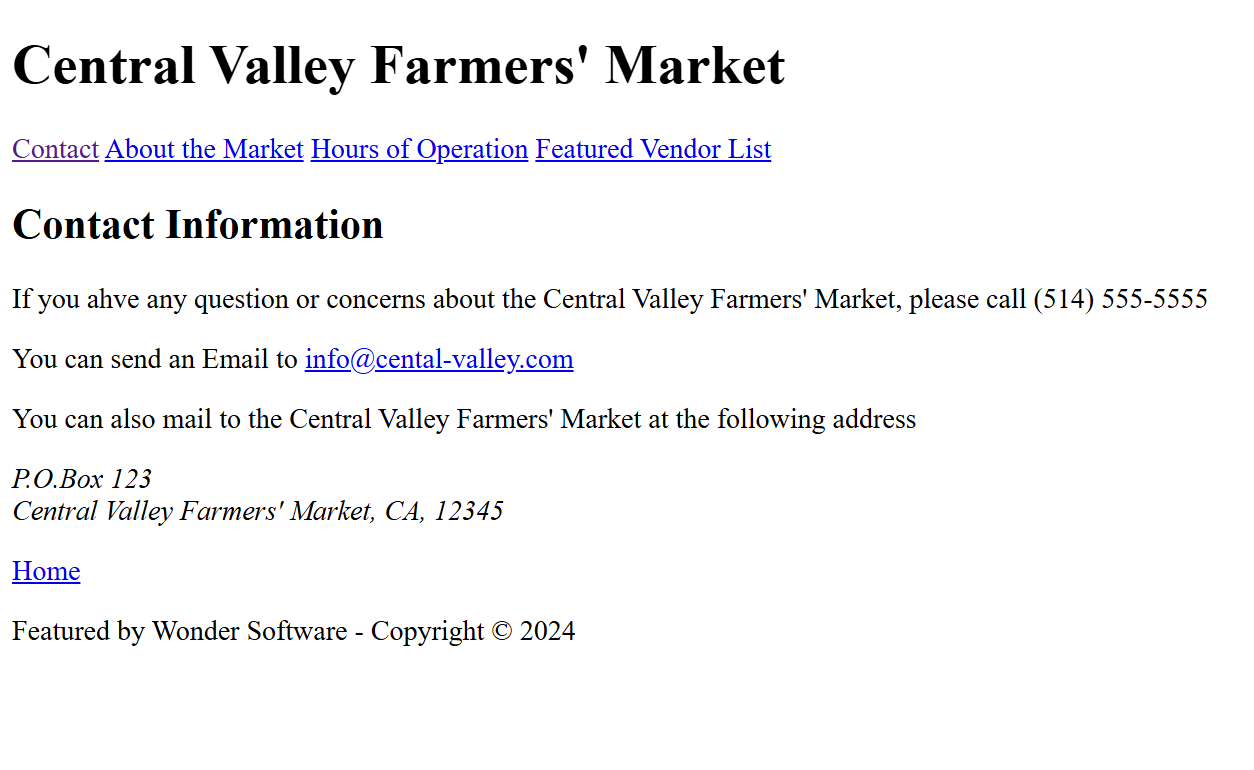 Central Valley Farmers' Market
Contact About the Market Hours of Operation Featured Vendor List
Contact Information
If you ahve any question or concerns about the Central Valley Farmers' Market, please call (514) 555-5555
You can send an Email to info@cental-valley.com
You can also mail to the Central Valley Farmers' Market at the following address
P.O.Box 123
Central Valley Farmers' Market, CA, 12345
Home
Featured by Wonder Software - Copyright © 2024